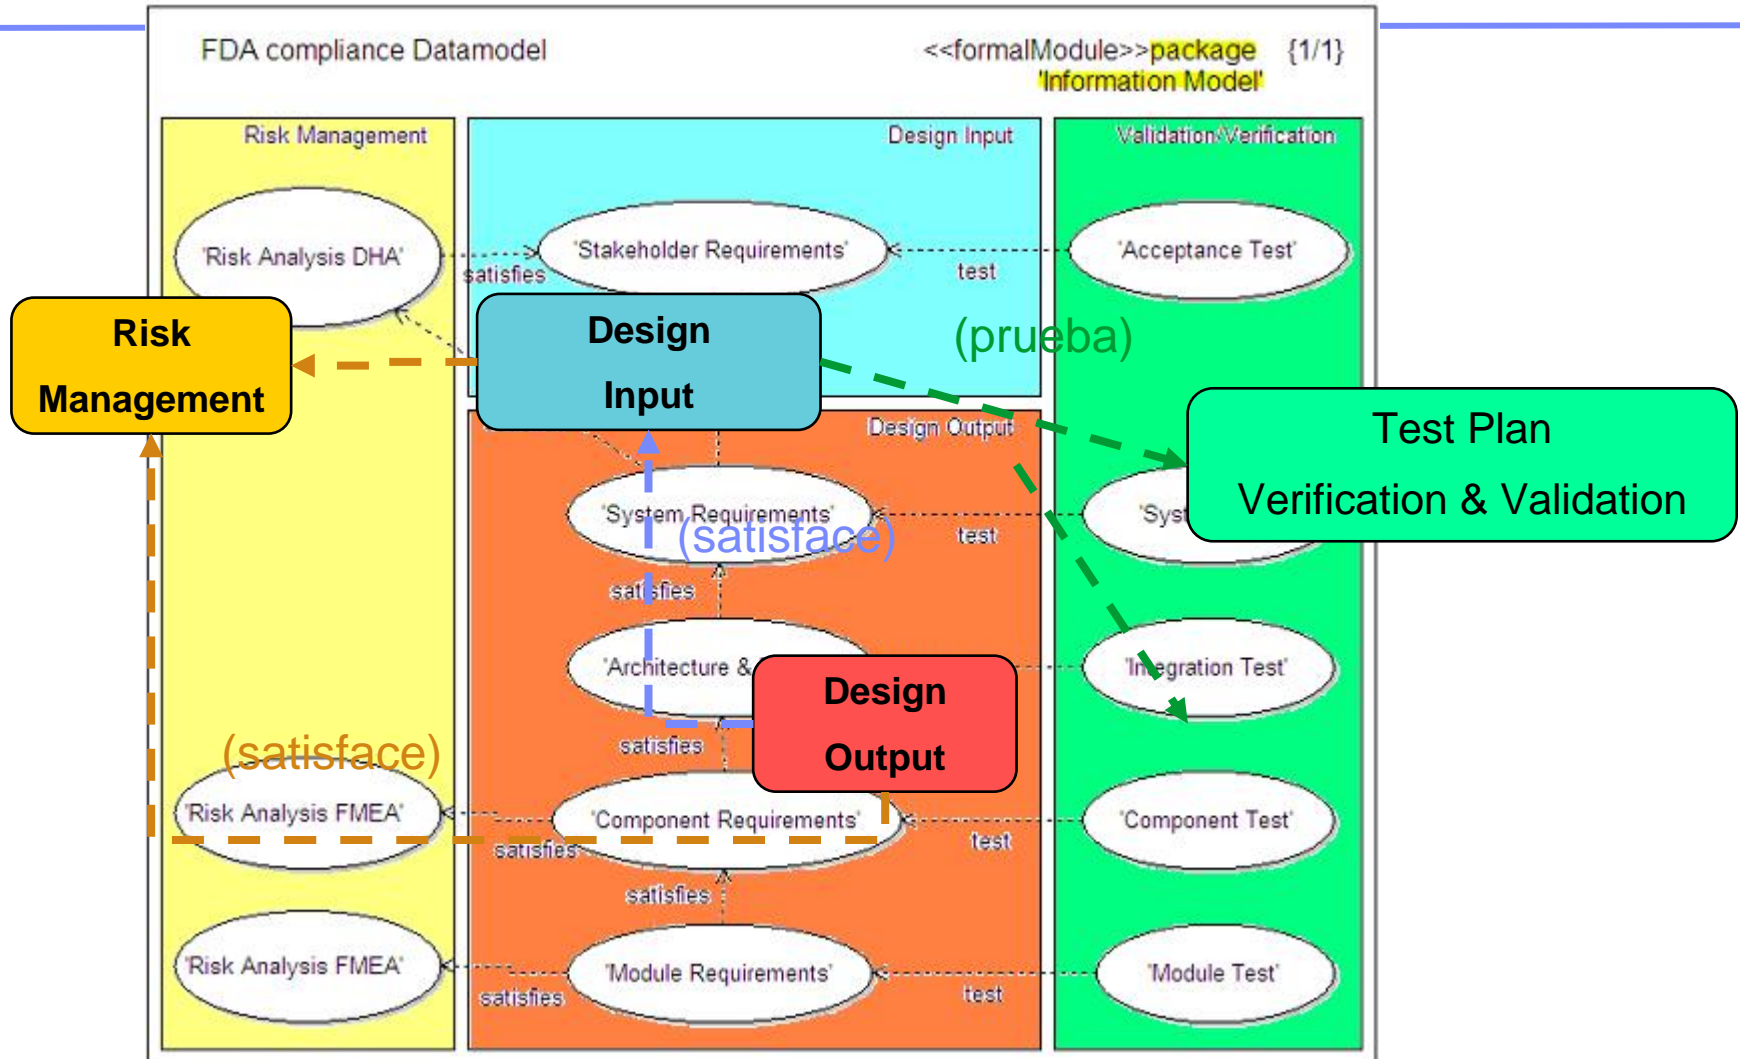 FDA compliance Datamodel
<<formalModule>>package {1/1}
'Information Model'
Risk Management
Design Input
Validation/Verification
'Risk Analysis DHA'
satisfies
'Stakeholder Requirements'
test
'Acceptance Test'
Risk
Management
Design
Input
(prueba)
Test Plan
Verification & Validation
Design Output
'System Requirements'
(satisface)
test
'Syst
satisfies
'Architecture &
'Integration Test'
Design
Output
satisfies
(satisface)
'Risk Analysis FMEA'
satisfies
'Component Requirements'
test
'Component Test'
satisfies
'Risk Analysis FMEA'
satisfies
'Module Requirements'
test
'Module Test'